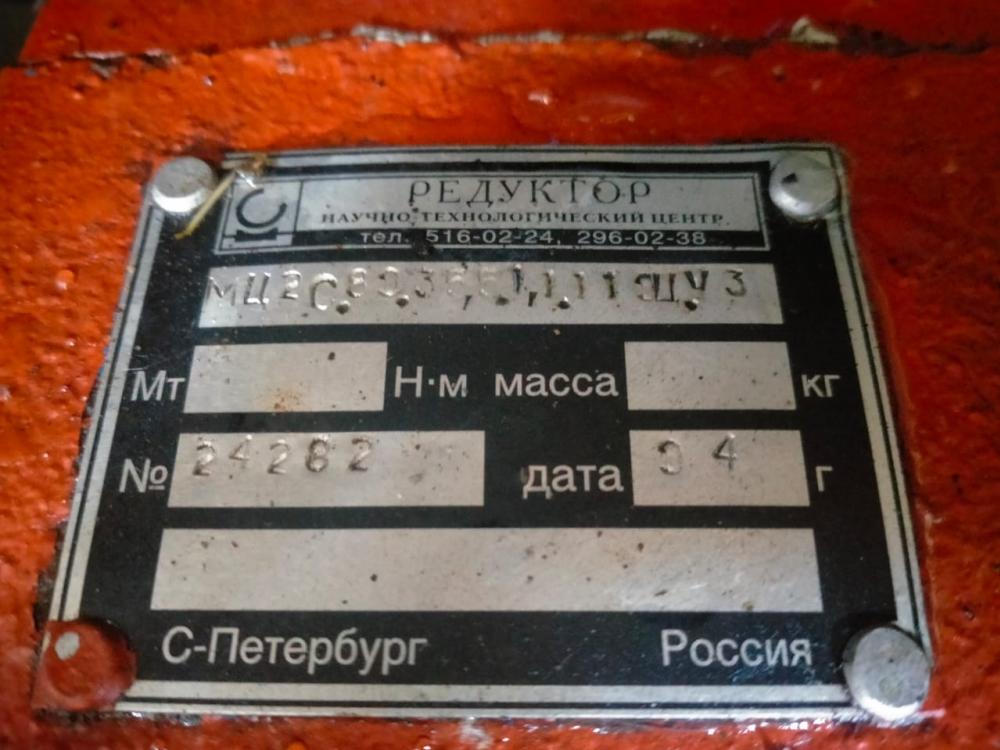 РЕДУКТОР
НАУЧНО-ТЕХНОЛОГИЧЕСКИЙ ЦЕНТР
тел. 516-02-24, 296-02-38
Мт Н·м масса кг
№ 24282 дата 04 г
С-Петербург Россия